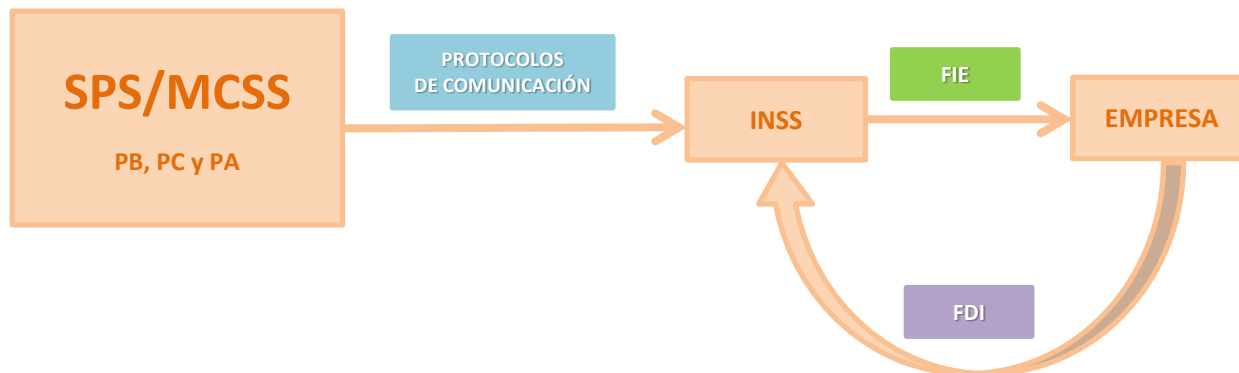 SPS/MCSS
PB, PC y PA
PROTOCOLOS
DE COMUNICACIÓN
INSS
FIE
EMPRESA
FDI